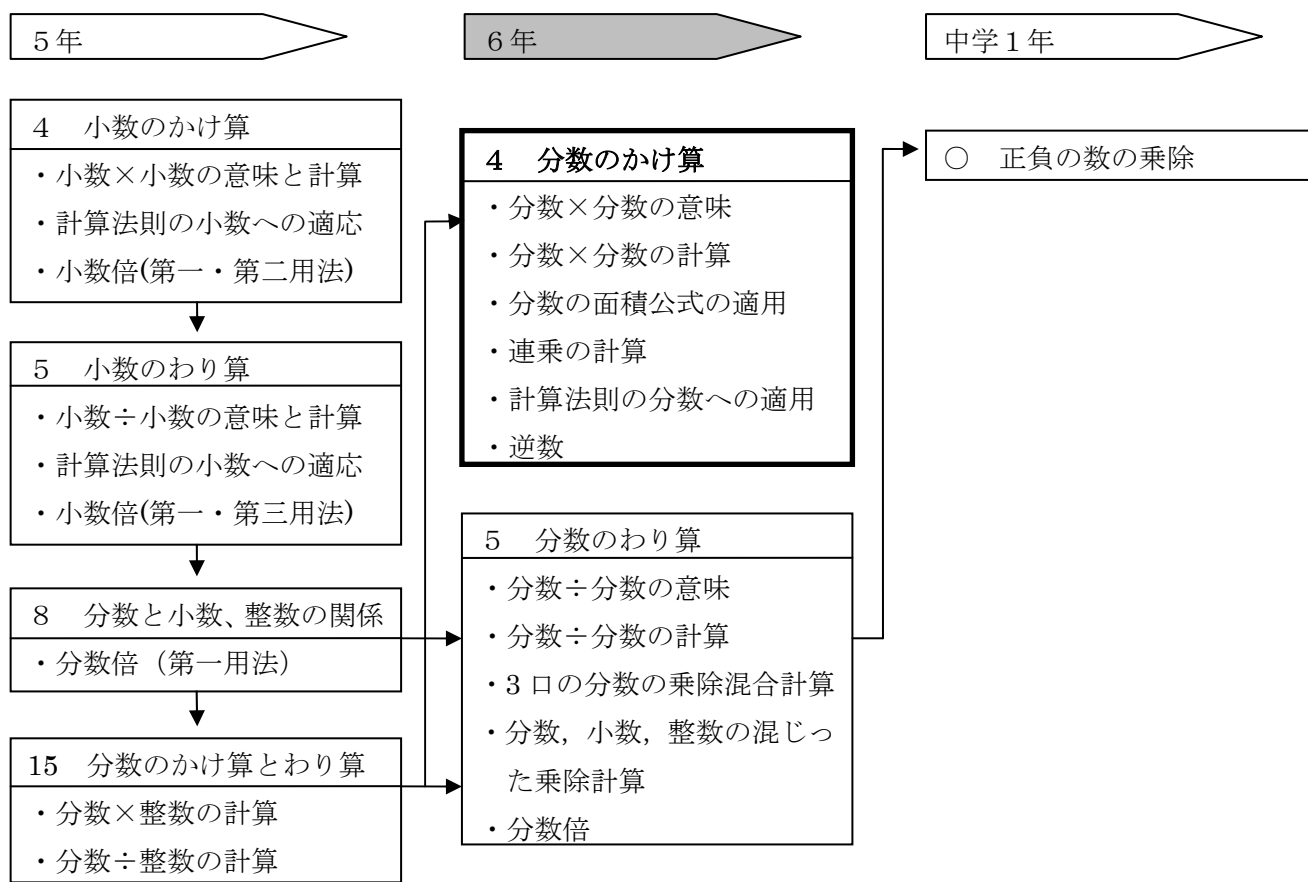 5年
6年
中学1年
4 小数のかけ算
・小数×小数の意味と計算
・計算法則の小数への適応
・小数倍(第一・第二用法)
5 小数のわり算
・小数÷小数の意味と計算
・計算法則の小数への適応
・小数倍(第一・第三用法)
8 分数と小数、整数の関係
・分数倍（第一用法）
15 分数のかけ算とわり算
・分数×整数の計算
・分数÷整数の計算
4 分数のかけ算
・分数×分数の意味
・分数×分数の計算
・分数の面積公式の適用
・連乗の計算
・計算法則の分数への適用
・逆数
5 分数のわり算
・分数÷分数の意味
・分数÷分数の計算
・3口の分数の乗除混合計算
・分数，小数，整数の混じっ
た乗除計算
・分数倍
○ 正負の数の乗除